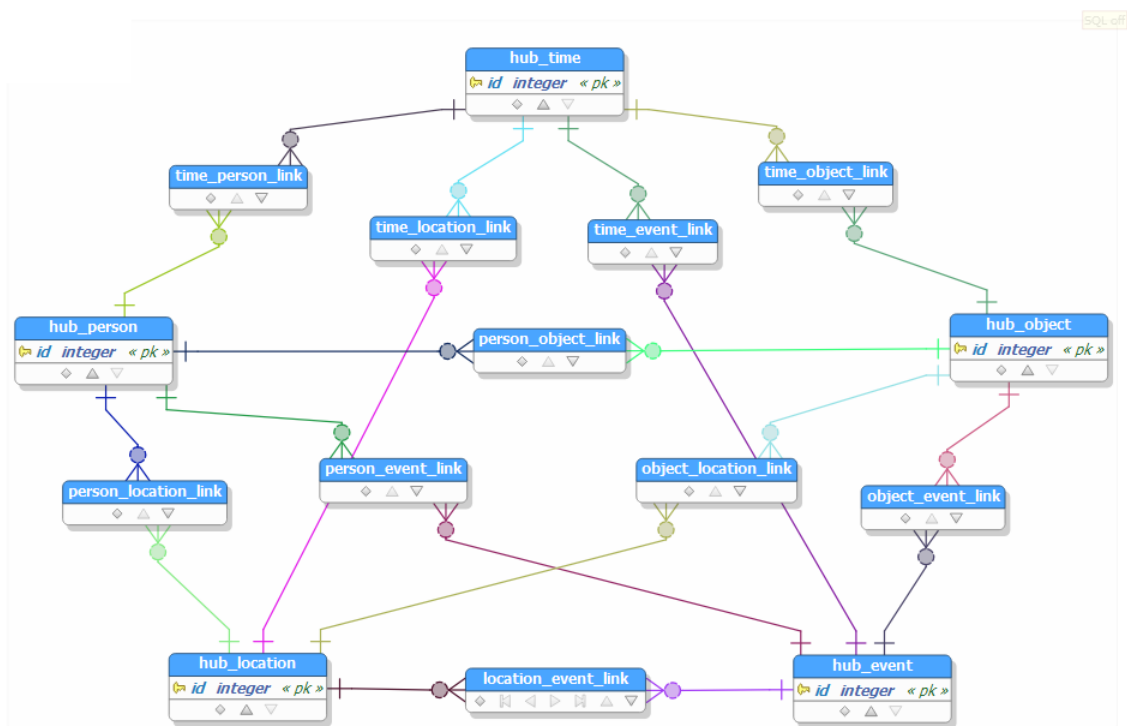 SQL off
hub_time
id integer « pk »
time_person_link
time_object_link
time_location_link
time_event_link
hub_person
id integer « pk »
person_object_link
hub_object
id integer « pk »
person_event_link
object_location_link
person_location_link
object_event_link
hub_location
id integer « pk »
location_event_link
hub_event
id integer « pk »